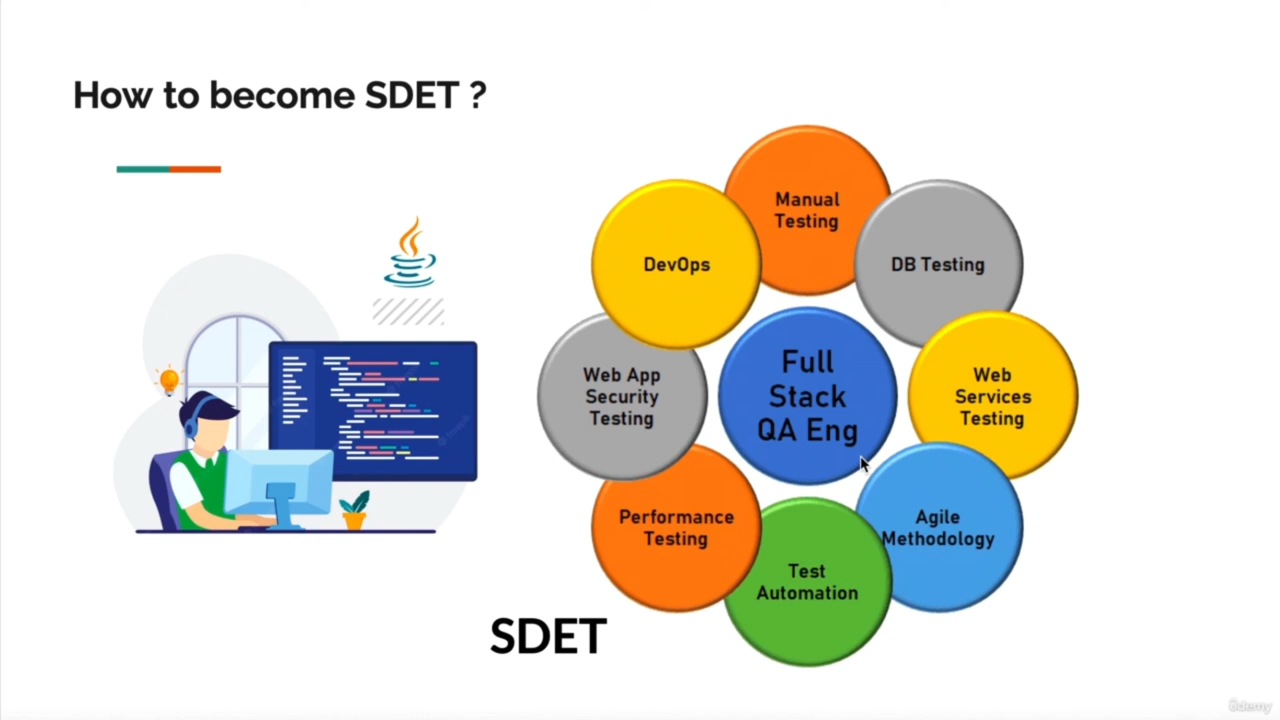 How to become SDET ?
Manual
Testing
DevOps
DB Testing
Full
Stack
QA Eng
Web App
Security
Testing
Web
Services
Testing
Performance
Testing
Agile
Methodology
Test
Automation
SDET
ûdemy